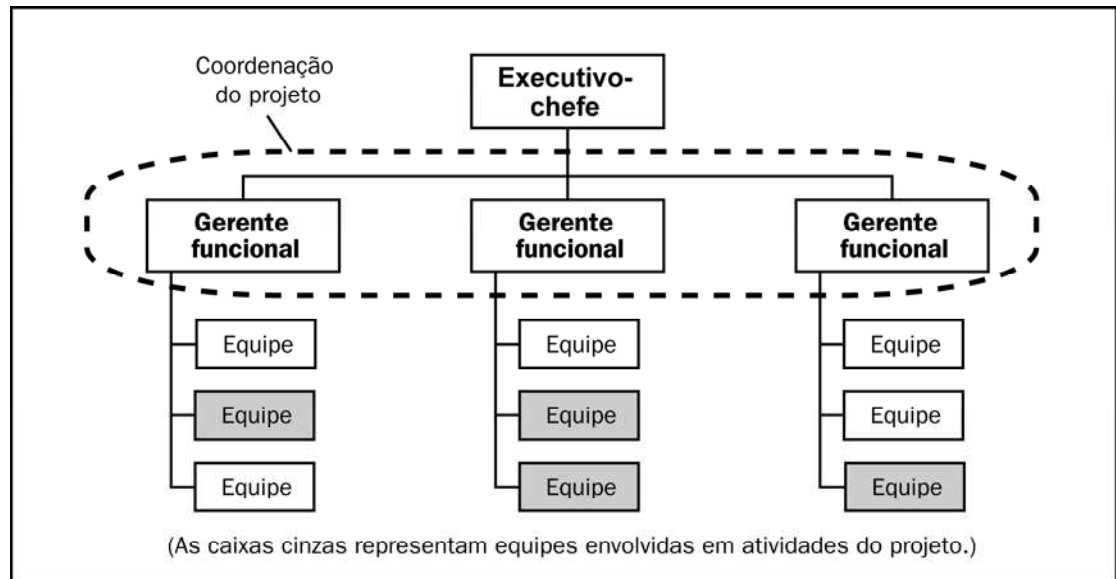 Coordenação
do projeto
Executivo-
chefe
Gerente
funcional
Gerente
funcional
Gerente
funcional
Equipe
Equipe
Equipe
Equipe
Equipe
Equipe
Equipe
Equipe
Equipe
(As caixas cinzas representam equipes envolvidas em atividades do projeto.)